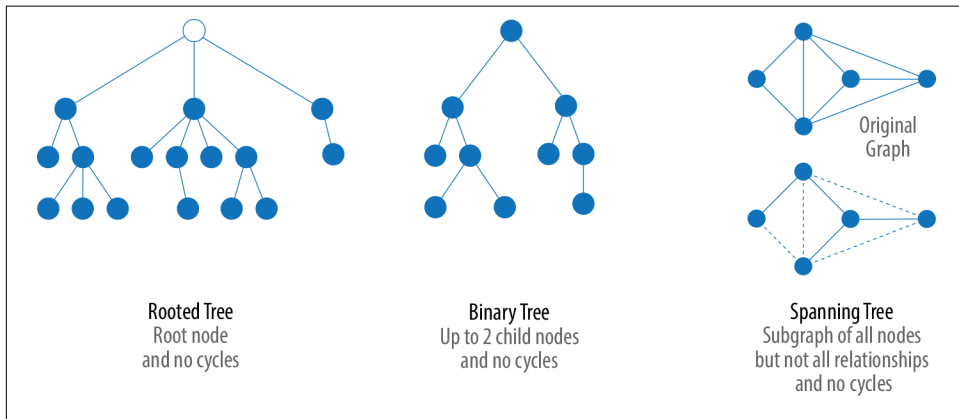 Original
Graph
Rooted Tree
Root node
and no cycles
Binary Tree
Up to 2 child nodes
and no cycles
Spanning Tree
Subgraph of all nodes
but not all relationships
and no cycles